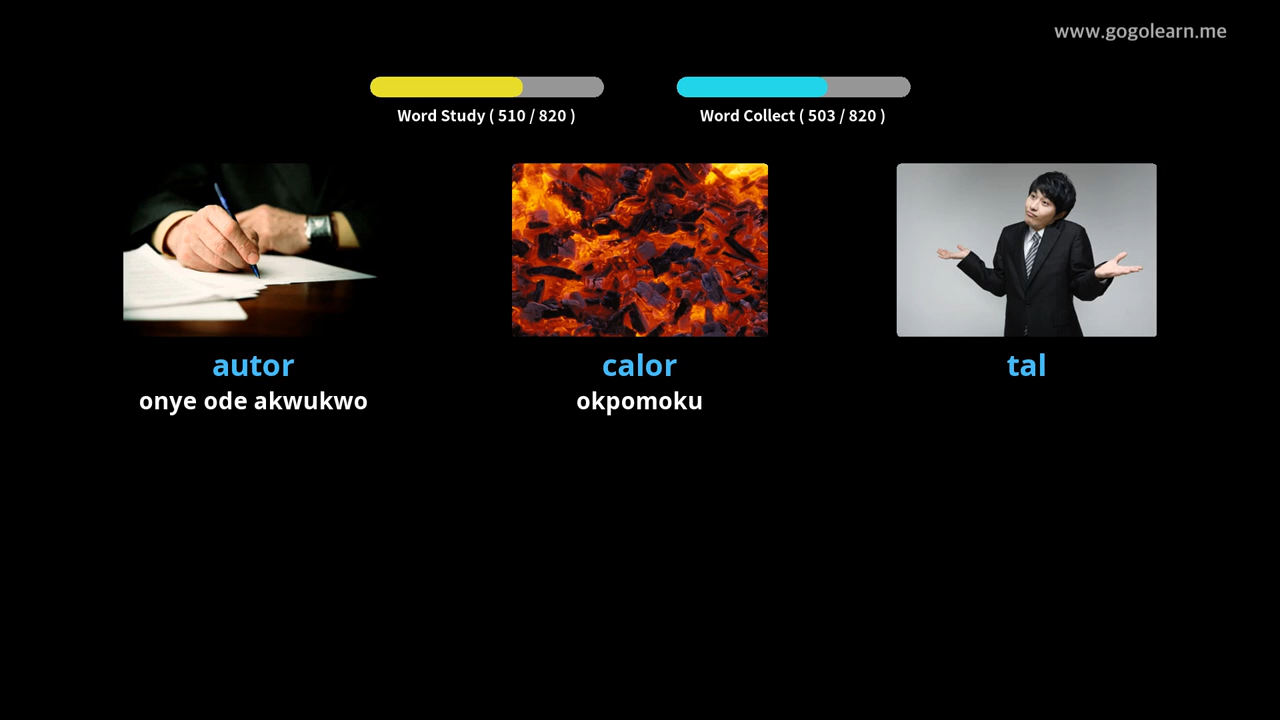 www.gogolearn.me
Word Study ( 510 / 820 )
Word Collect ( 503 / 820 )
autor
onye ode akwukwo
calor
okpomoku
tal